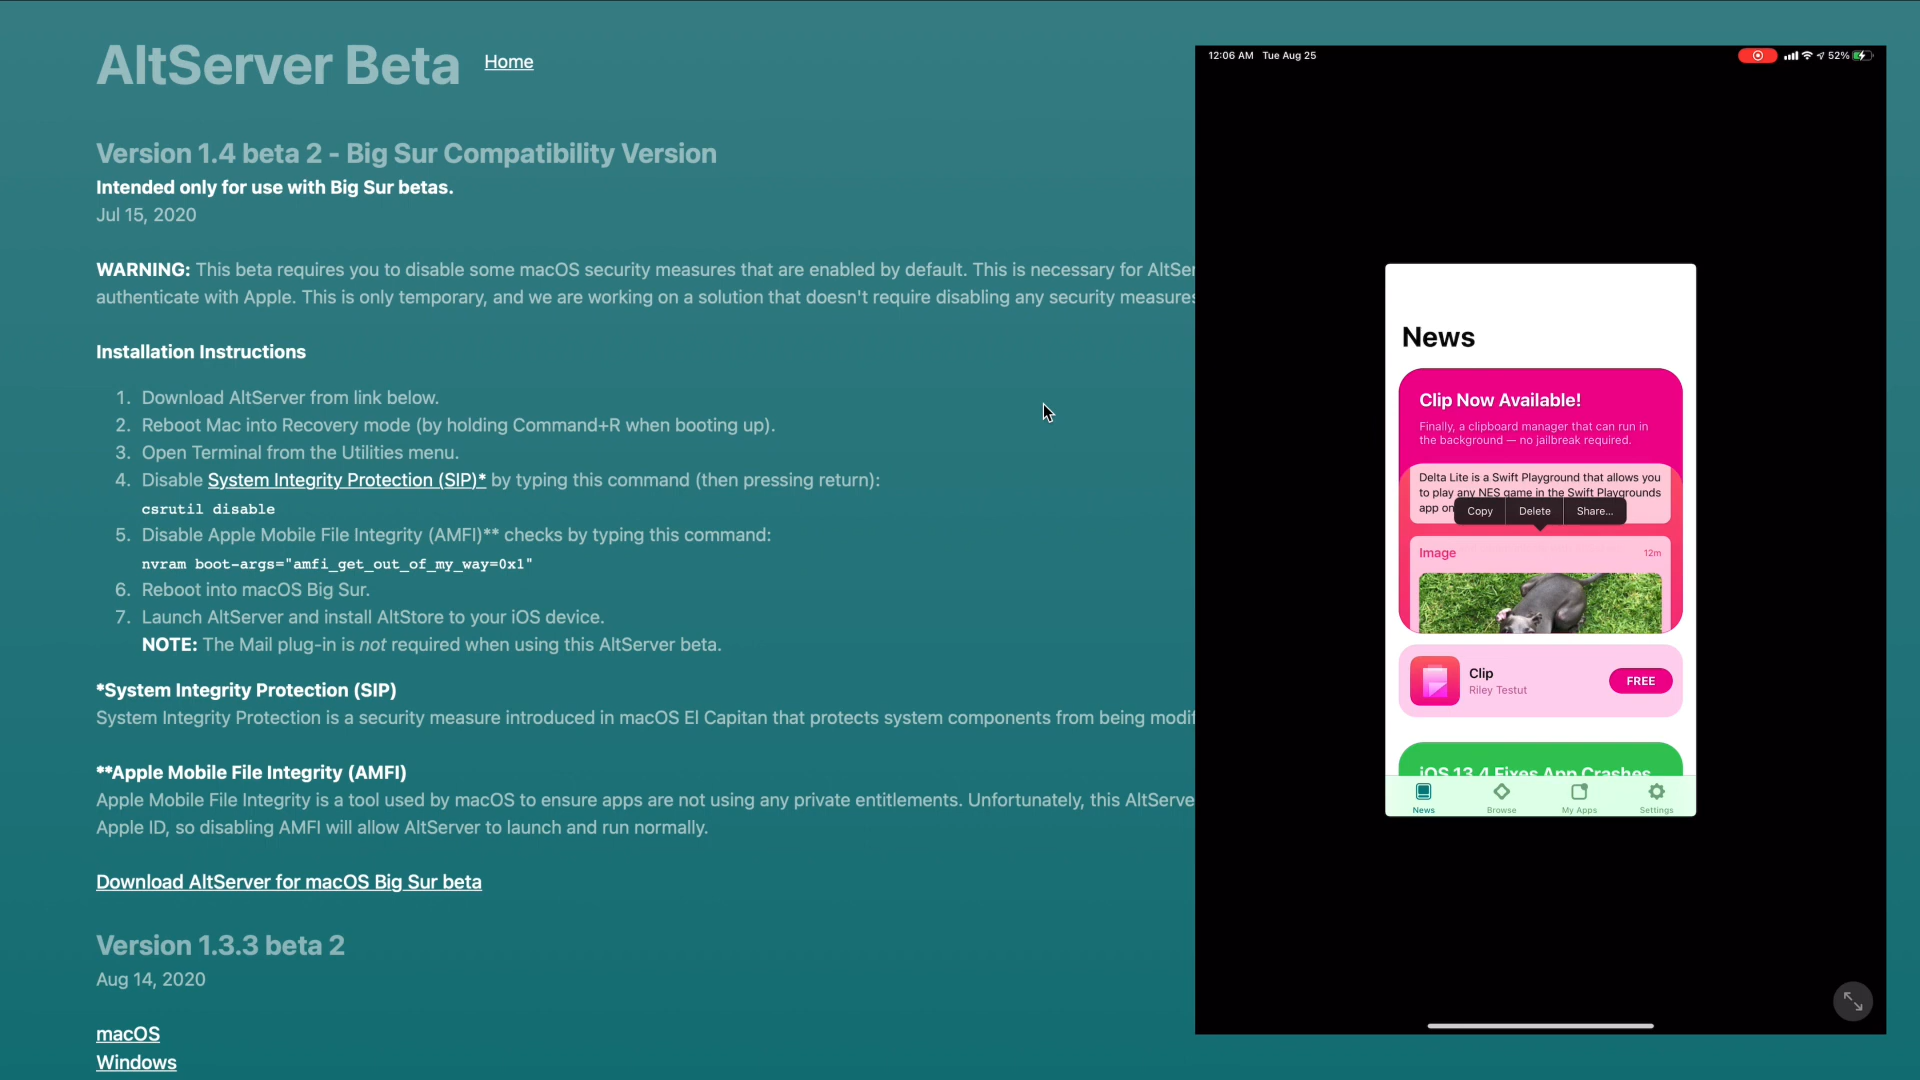 AltServer Beta
Home
Version 1.4 beta 2 - Big Sur Compatibility Version
Intended only for use with Big Sur betas.
Jul 15, 2020
WARNING: This beta requires you to disable some macOS security measures that are enabled by default. This is necessary for AltSer
authenticate with Apple. This is only temporary, and we are working on a solution that doesn't require disabling any security measures
Installation Instructions
1. Download AltServer from link below.
2. Reboot Mac into Recovery mode (by holding Command+R when booting up).
3. Open Terminal from the Utilities menu.
4. Disable System Integrity Protection (SIP)* by typing this command (then pressing return):
csrutil disable
5. Disable Apple Mobile File Integrity (AMFI)** checks by typing this command:
nvram boot-args="amfi_get_out_of_my_way=0x1"
6. Reboot into macOS Big Sur.
7. Launch AltServer and install AltStore to your iOS device.
NOTE: The Mail plug-in is not required when using this AltServer beta.
*System Integrity Protection (SIP)
System Integrity Protection is a security measure introduced in macOS El Capitan that protects system components from being modif
**Apple Mobile File Integrity (AMFI)
Apple Mobile File Integrity is a tool used by macOS to ensure apps are not using any private entitlements. Unfortunately, this AltServe
Apple ID, so disabling AMFI will allow AltServer to launch and run normally.
Download AltServer for macOS Big Sur beta
Version 1.3.3 beta 2
Aug 14, 2020
macOS
Windows
12:06 AM Tue Aug 25
52%
News
Clip Now Available!
Finally, a clipboard manager that can run in
the background — no jailbreak required.
Delta Lite is a Swift Playground that allows you
to play any NES game in the Swift Playgrounds
app on
Copy Delete Share...
Image 12m
Clip
Riley Testut
FREE
iOS 13.4 Fixes App Crashes
News Browse My Apps Settings